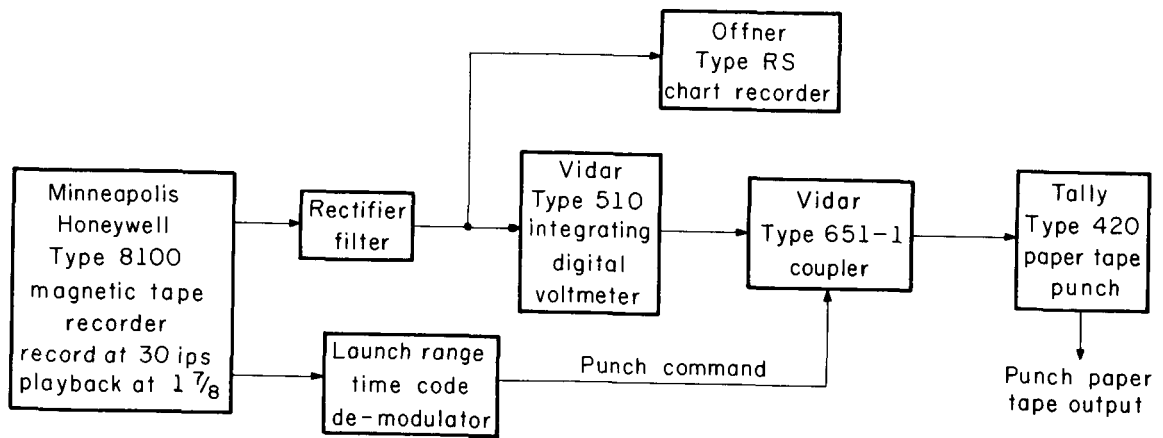 Offner
Type RS
chart recorder
Minneapolis
Honeywell
Type 8100
magnetic tape
recorder
record at 30 ips
playback at 1 7/8
Rectifier
filter
Vidar
Type 510
integrating
digital
voltmeter
Vidar
Type 651-1
coupler
Tally
Type 420
paper tape
punch
Launch range
time code
de-modulator
Punch command
Punch paper
tape output